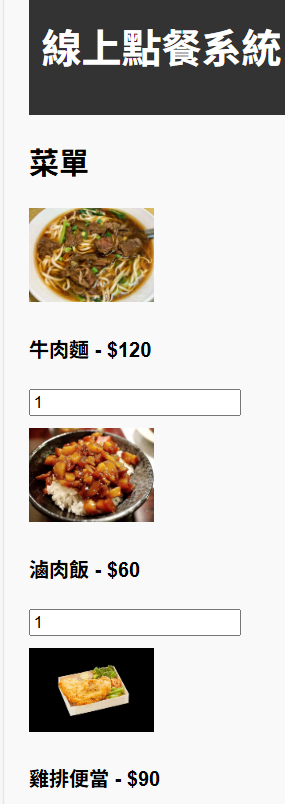 線上點餐系統
菜單
牛肉麵 - $120
1
滷肉飯 - $60
1
雞排便當 - $90